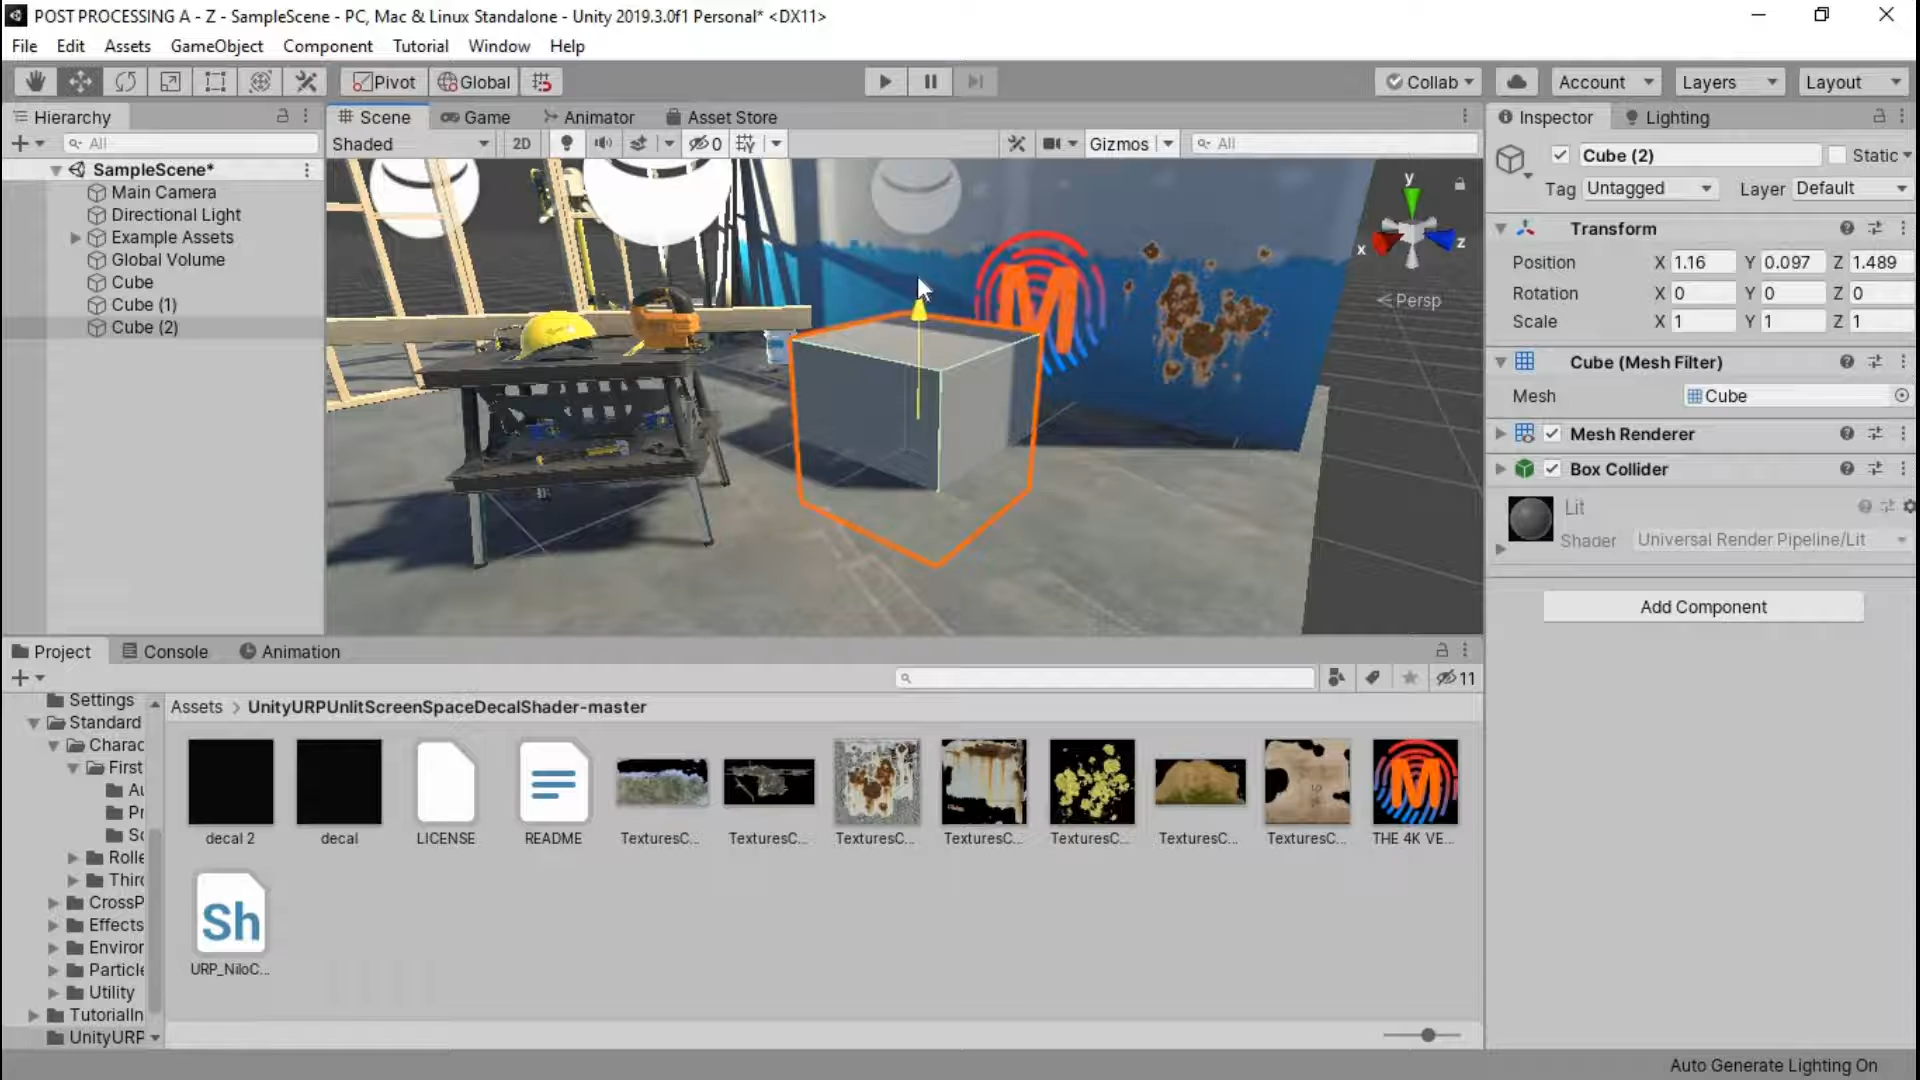 POST PROCESSING A - Z - SampleScene - PC, Mac & Linux Standalone - Unity 2019.3.0f1 Personal* <DX11>
File Edit Assets GameObject Component Tutorial Window Help
Pivot Global Collab Account Layers Layout
Hierarchy
All
SampleScene*
Main Camera
Directional Light
Example Assets
Global Volume
Cube
Cube (1)
Cube (2)
Scene Game Animator Asset Store
Shaded 2D 0 Gizmos All
y
x
z
Persp
M
Inspector Lighting
Cube (2) Static
Tag Untagged Layer Default
Transform
Position X 1.16 Y 0.097 Z 1.489
Rotation X 0 Y 0 Z 0
Scale X 1 Y 1 Z 1
Cube (Mesh Filter)
Mesh Cube
Mesh Renderer
Box Collider
Lit
Shader Universal Render Pipeline/Lit
Add Component
Project Console Animation
11
Settings
Standard
Charac
First
Au
Pr
Sc
Rolle
Third
CrossP
Effects
Environ
Particle
Utility
TutorialIn
UnityURP
Assets > UnityURPUnlitScreenSpaceDecalShader-master
decal 2 decal LICENSE README TexturesC... TexturesC... TexturesC... TexturesC... TexturesC... TexturesC... TexturesC... THE 4K VE...
Sh
URP_NiloC...
Auto Generate Lighting On